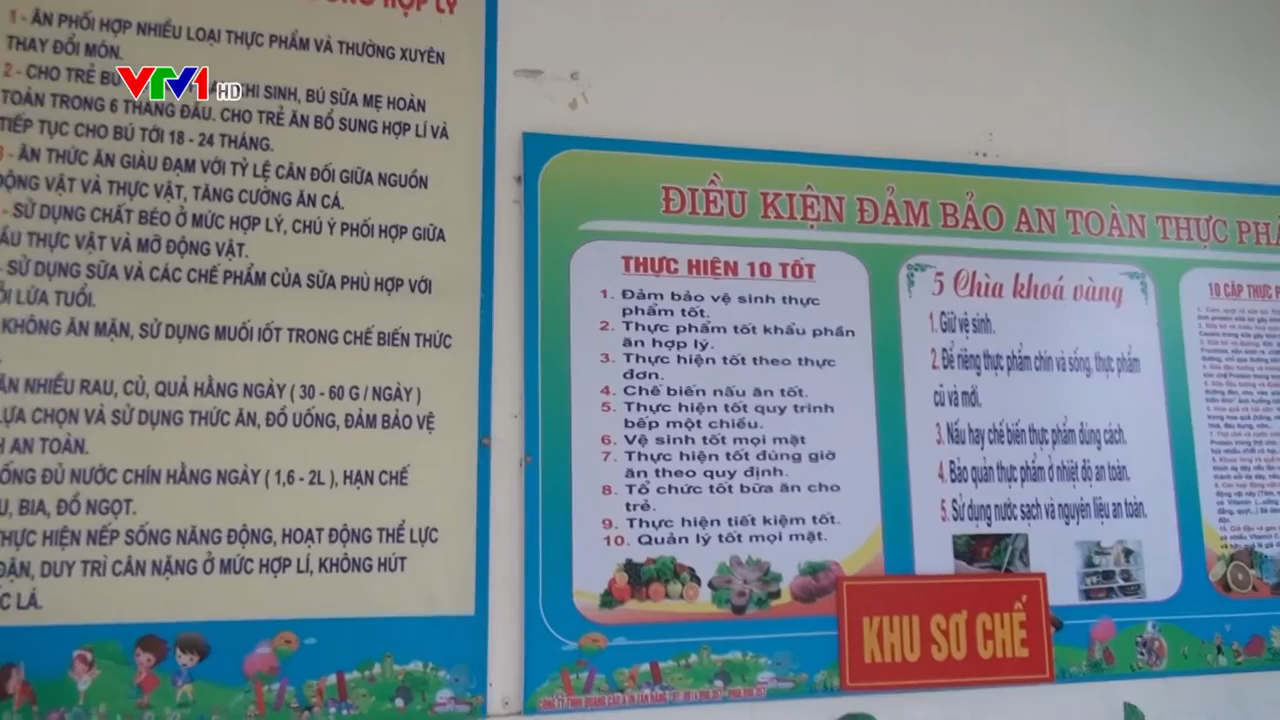 HỢP LÝ
1 - ĂN PHỐI HỢP NHIỀU LOẠI THỰC PHẨM VÀ THƯỜNG XUYÊN
THAY ĐỔI MÓN.
2 - CHO TRẺ BÚ KHI SINH, BÚ SỮA MẸ HOÀN
TOÀN TRONG 6 THÁNG ĐẦU. CHO TRẺ ĂN BỔ SUNG HỢP LÍ VÀ
TIẾP TỤC CHO BÚ TỚI 18 - 24 THÁNG.
- ĂN THỨC ĂN GIÀU ĐẠM VỚI TỶ LỆ CÂN ĐỐI GIỮA NGUỒN
ĐỘNG VẬT VÀ THỰC VẬT, TĂNG CƯỜNG ĂN CÁ.
- SỬ DỤNG CHẤT BÉO Ở MỨC HỢP LÝ, CHÚ Ý PHỐI HỢP GIỮA
THỰC VẬT VÀ MỠ ĐỘNG VẬT.
SỬ DỤNG SỮA VÀ CÁC CHẾ PHẨM CỦA SỮA PHÙ HỢP VỚI
LỨA TUỔI.
KHÔNG ĂN MẶN, SỬ DỤNG MUỐI IỐT TRONG CHẾ BIẾN THỨC
ĂN NHIỀU RAU, CỦ, QUẢ HẰNG NGÀY ( 30 - 60 G / NGÀY )
LỰA CHỌN VÀ SỬ DỤNG THỨC ĂN, ĐỒ UỐNG, ĐẢM BẢO VỆ
AN TOÀN.
UỐNG ĐỦ NƯỚC CHÍN HẰNG NGÀY ( 1,6 - 2L ), HẠN CHẾ
BIA, ĐỒ NGỌT.
THỰC HIỆN NẾP SỐNG NĂNG ĐỘNG, HOẠT ĐỘNG THỂ LỰC
ĐẶN, DUY TRÌ CÂN NẶNG Ở MỨC HỢP LÍ, KHÔNG HÚT
LÁ.
VTV1 HD
ĐIỀU KIỆN ĐẢM BẢO AN TOÀN THỰC PHẨ
THỰC HIỆN 10 TỐT
1. Đảm bảo vệ sinh thực
phẩm tốt.
2. Thực phẩm tốt khẩu phần
ăn hợp lý.
3. Thực hiện tốt theo thực
đơn.
4. Chế biến nấu ăn tốt.
5. Thực hiện tốt quy trình
bếp một chiều.
6. Vệ sinh tốt mọi mặt
7. Thực hiện tốt đúng giờ
ăn theo quy định.
8. Tổ chức tốt bữa ăn cho
trẻ.
9. Thực hiện tiết kiệm tốt.
10. Quản lý tốt mọi mặt.
5 Chìa khoá vàng
1. Giữ vệ sinh.
2. Để riêng thực phẩm chín và sống, thực phẩm
cũ và mới.
3. Nấu hay chế biến thực phẩm đúng cách.
4. Bảo quản thực phẩm ở nhiệt độ an toàn.
5. Sử dụng nước sạch và nguyên liệu an toàn.
10 CẶP THỰC P
KHU SƠ CHẾ